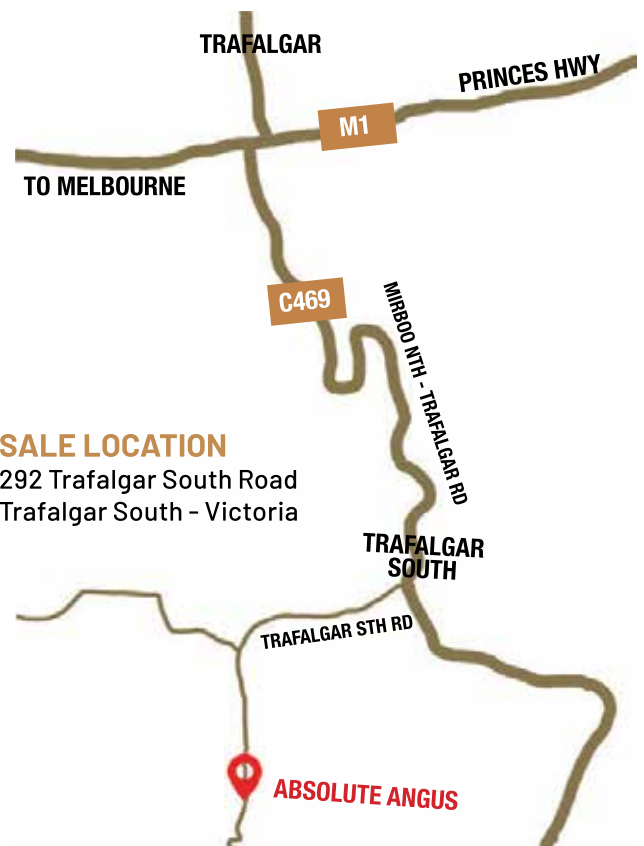 TRAFALGAR
PRINCES HWY
M1
TO MELBOURNE
C469
MIRBOO NTH - TRAFALGAR RD
SALE LOCATION
292 Trafalgar South Road
Trafalgar South - Victoria
TRAFALGAR
SOUTH
TRAFALGAR STH RD
ABSOLUTE ANGUS